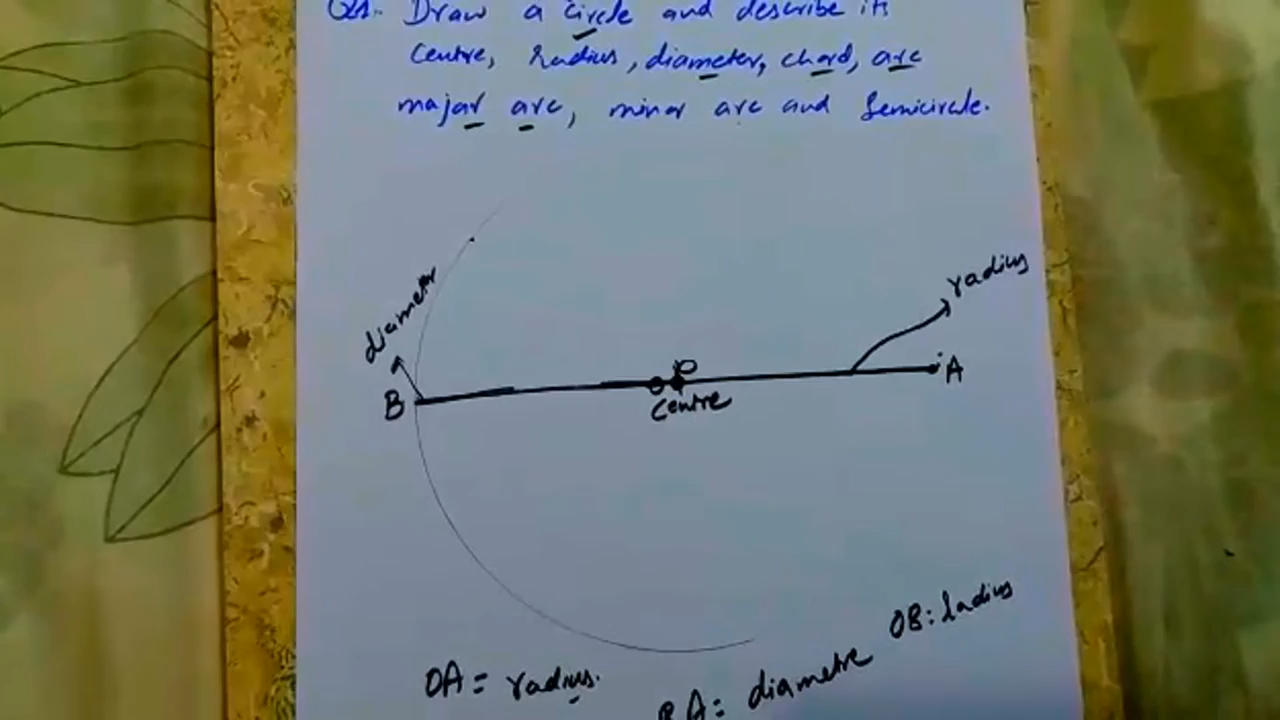 Draw a circle and describe its
Centre, radius, diameter, chord, arc
major arc, minor arc and semicircle.
diameter
radius
B
Centre
A
OA = radius.
BA: diametre
OB: radius